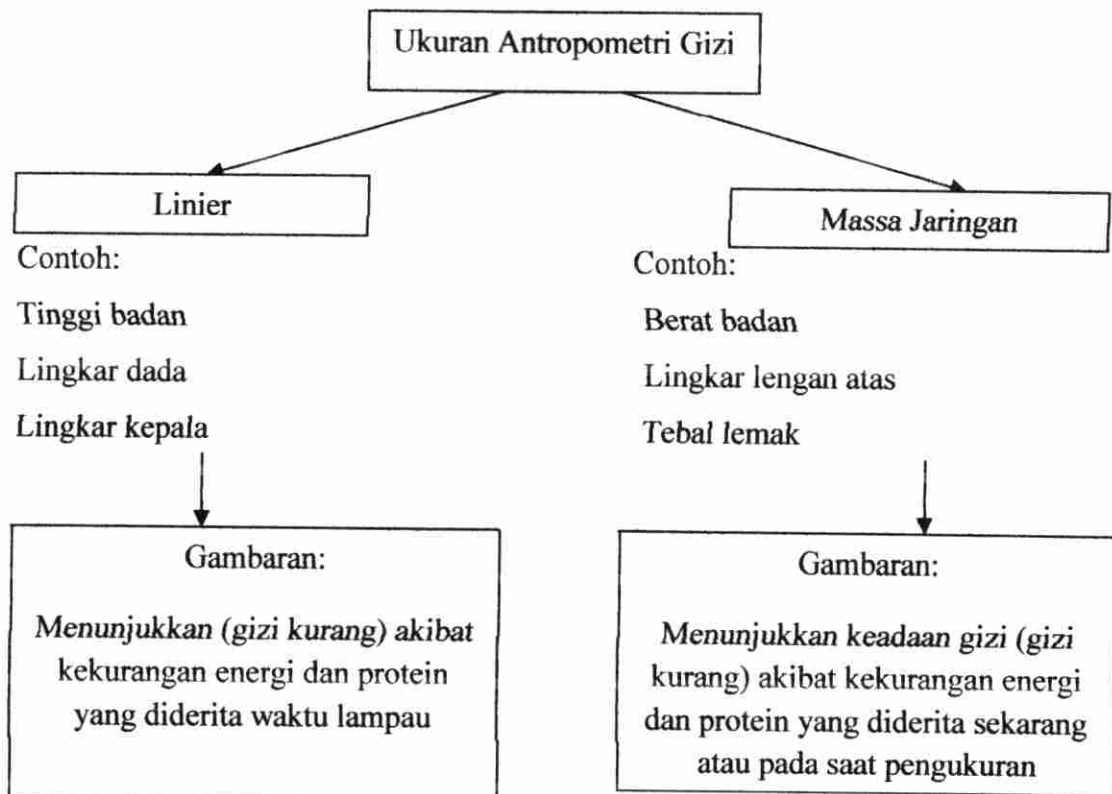 Ukuran Antropometri Gizi
Linier
Contoh:
Tinggi badan
Lingkar dada
Lingkar kepala
Gambaran:
Menunjukkan (gizi kurang) akibat
kekurangan energi dan protein
yang diderita waktu lampau
Massa Jaringan
Contoh:
Berat badan
Lingkar lengan atas
Tebal lemak
Gambaran:
Menunjukkan keadaan gizi (gizi
kurang) akibat kekurangan energi
dan protein yang diderita sekarang
atau pada saat pengukuran